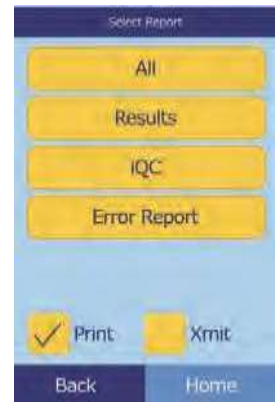 Select Report
All
Results
iQC
Error Report
Print Xmit
Back Home